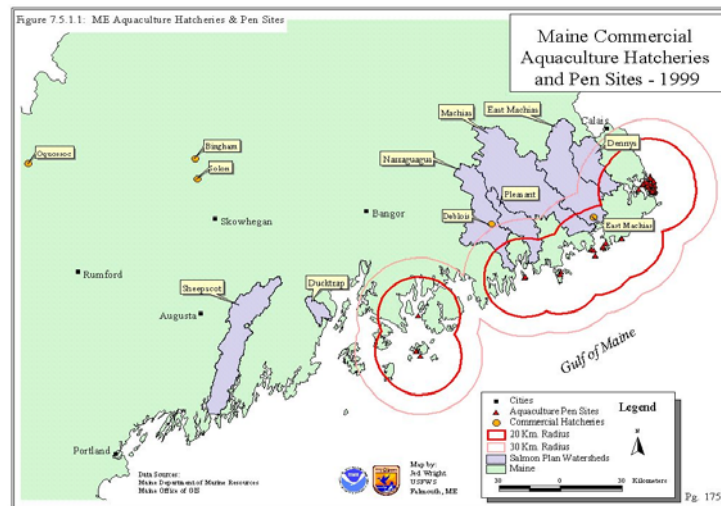 Figure 7.5.1.1: ME Aquaculture Hatcheries & Pen Sites
Maine Commercial
Aquaculture Hatcheries
and Pen Sites - 1999
Machias
East Machias
Calais
Dennys
Oquossoc
Bingham
Solon
Narraguagus
Pleasant
Skowhegan
Bangor
Deblois
East Machias
Rumford
Sheepscot
Ducktrap
Augusta
Gulf of Maine
Portland
Legend
Cities
Aquaculture Pen Sites
Commercial Hatcheries
20 Km. Radius
30 Km. Radius
Salmon Plan Watersheds
Maine
N
30
0
30 Kilometers
Data Sources:
Maine Department of Marine Resources
Maine Office of GIS
Map by:
Jed Wright
USFWS
Falmouth, ME
Pg. 175